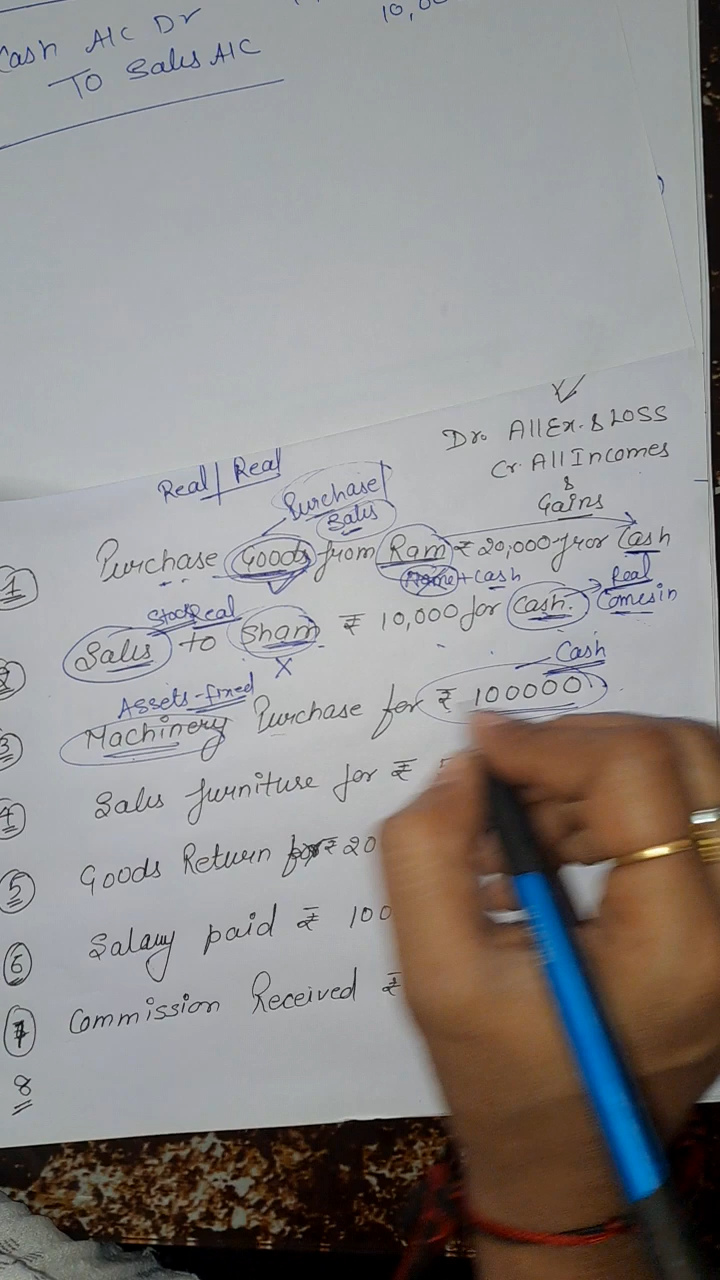 Cash A/C Dr
To Sales A/C
10,00
Dr. All Ex. & Loss
Cr. All Incomes
&
Gains
Real | Real
Purchase
Sales
① Purchase Goods from Ram ₹ 20,000 for Cash
+ Cash
Real
Comes in
Stock Real
② Sales to Sham ₹ 10,000 for Cash.
X
Cash
Assets-fixed
③ Machinery Purchase for ₹ 100000
④ Sales furniture for ₹
⑤ Goods Return for ₹ 20
⑥ Salary paid ₹ 100
⑦ Commission Received ₹
8